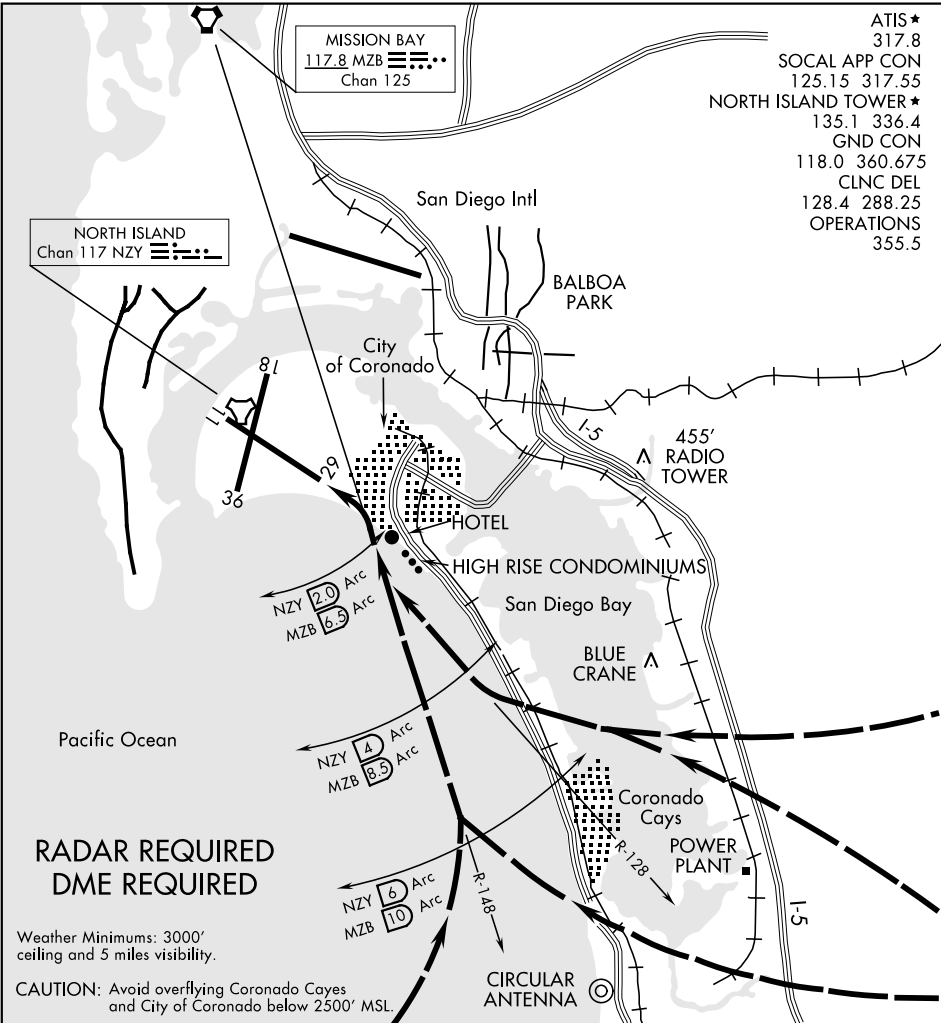 MISSION BAY
117.8 MZB
Chan 125
ATIS★
317.8
SOCAL APP CON
125.15 317.55
NORTH ISLAND TOWER★
135.1 336.4
GND CON
118.0 360.675
CLNC DEL
128.4 288.25
OPERATIONS
355.5
San Diego Intl
NORTH ISLAND
Chan 117 NZY
BALBOA
PARK
City
of Coronado
18
11
29
36
I-5
455'
RADIO
TOWER
HOTEL
HIGH RISE CONDOMINIUMS
NZY 2.0 Arc
MZB 6.5 Arc
San Diego Bay
BLUE
CRANE
Pacific Ocean
NZY 4 Arc
MZB 8.5 Arc
Coronado
Cays
POWER
PLANT
R-128
RADAR REQUIRED
DME REQUIRED
NZY 6 Arc
MZB 10 Arc
R-148
I-5
Weather Minimums: 3000'
ceiling and 5 miles visibility.
CIRCULAR
ANTENNA
CAUTION: Avoid overflying Coronado Cayes
and City of Coronado below 2500' MSL.